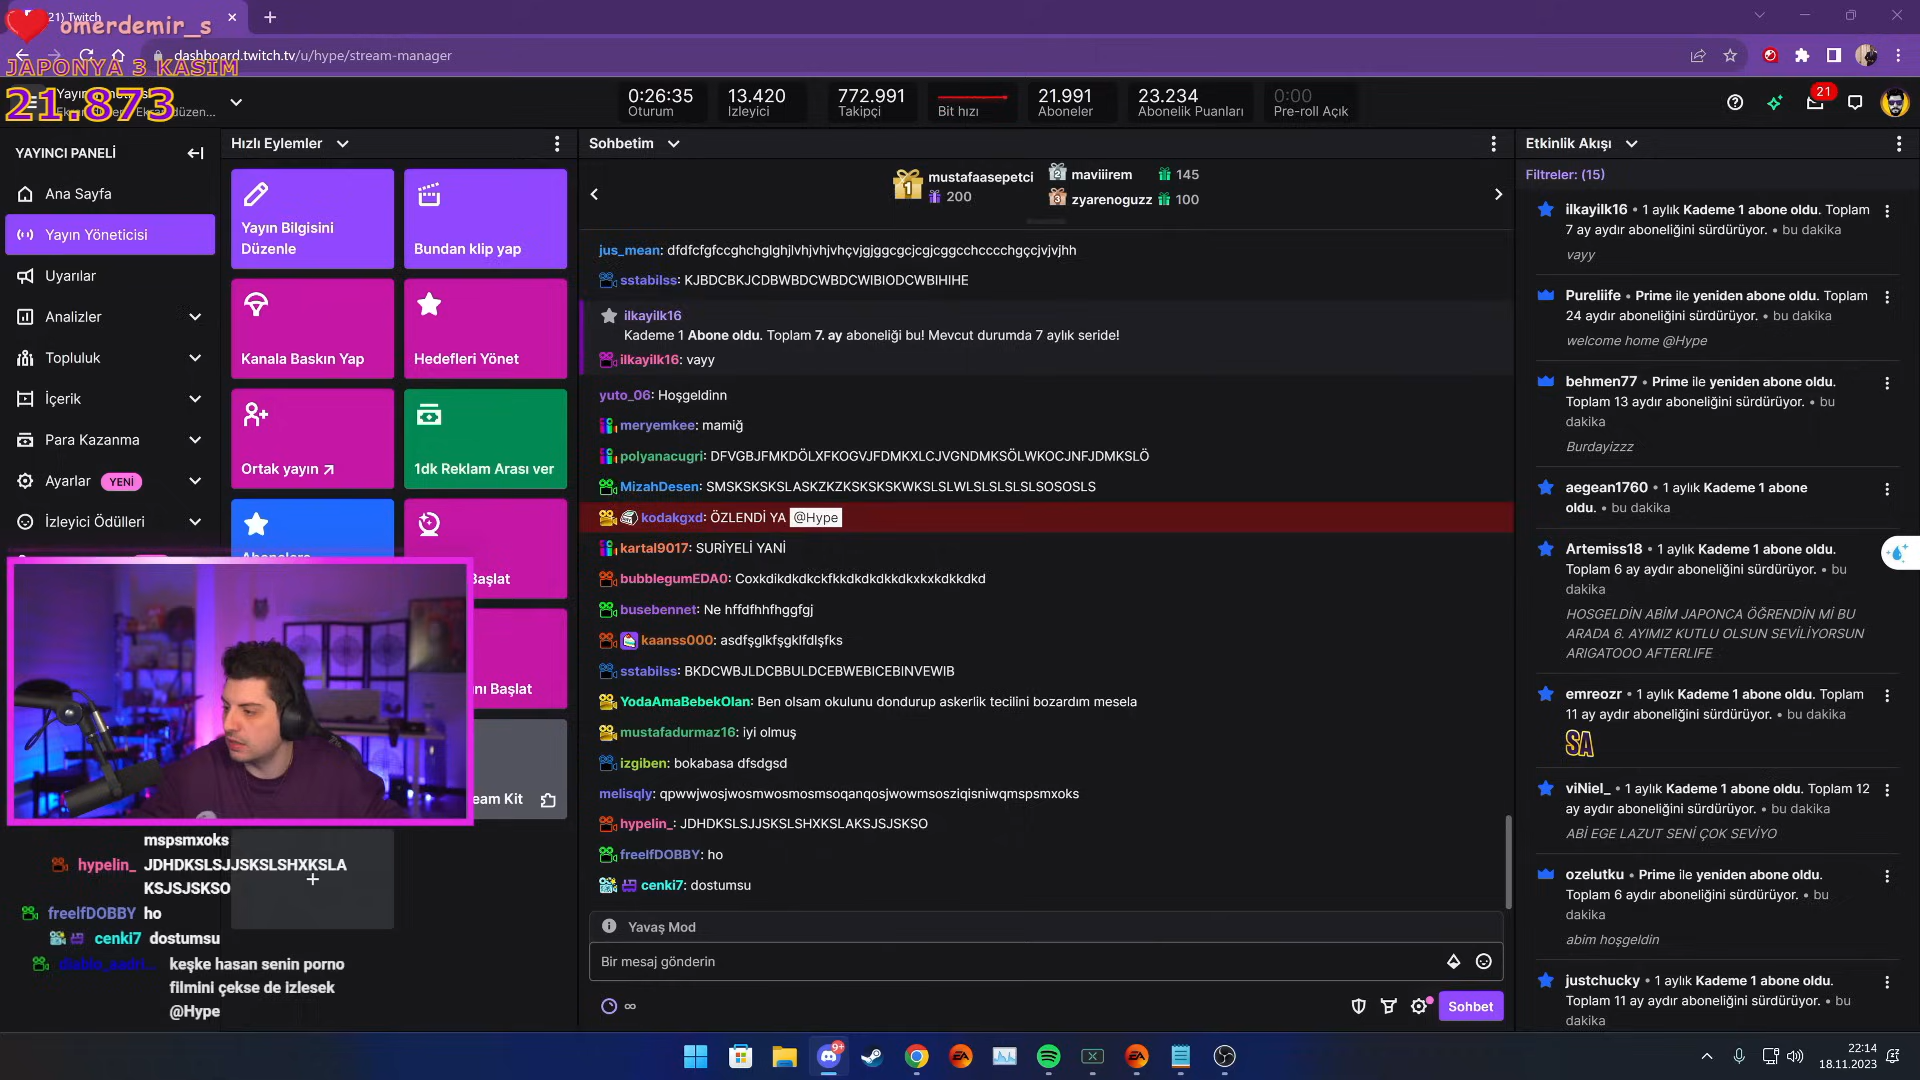 21) Twitch
omerdemir_s
dashboard.twitch.tv/u/hype/stream-manager
JAPONYA 3 KASIM
21.873
0:26:35
Oturum
13.420
İzleyici
772.991
Takipçi
Bit hızı
21.991
Aboneler
23.234
Abonelik Puanları
0:00
Pre-roll Açık
21
YAYINCI PANELİ
Ana Sayfa
Yayın Yöneticisi
Uyarılar
Analizler
Topluluk
İçerik
Para Kazanma
Ayarlar YENİ
İzleyici Ödülleri
Hızlı Eylemler
Yayın Bilgisini
Düzenle
Bundan klip yap
Kanala Baskın Yap
Hedefleri Yönet
Ortak yayın
1dk Reklam Arası ver
Başlat
nı Başlat
eam Kit
mspsmxoks
hypelin_ JDHDKSLSJJSKSLSHXKSLA
KSJSJSKSO
freelfDOBBY ho
cenki7 dostumsu
keşke hasan senin porno
filmini çekse de izlesek
@Hype
Sohbetim
1 mustafaasepetci
200
2 maviiirem 145
3 zyarenoguzz 100
jus_mean: dfdfcfgfccghchglghjlvhjvhjvhçvjgjggcgcjcgjcggcchcccchgçcjvjvjhh
sstabilss: KJBDCBKJCDBWBDCWBDCWIBIODCWBIHIHE
ilkayilk16
Kademe 1 Abone oldu. Toplam 7. ay aboneliği bu! Mevcut durumda 7 aylık seride!
ilkayilk16: vayy
yuto_06: Hoşgeldinn
meryemkee: mamiğ
polyanacugri: DFVGBJFMKDÖLXFKOGVJFDMKXLCJVGNDMKSÖLWKOCJNFJDMKSLÖ
MizahDesen: SMSKSKSKSLASKZKZKSKSKSKWKSLSLWLSLSLSLSLSOSOSLS
kodakgxd: ÖZLENDİ YA @Hype
kartal9017: SURİYELİ YANİ
bubblegumEDA0: Coxkdikdkdkckfkkdkdkdkkdkxkxkdkkdkd
busebennet: Ne hffdfhhfhggfgj
kaanss000: asdfşglkfşgklfdlşfks
sstabilss: BKDCWBJLDCBBULDCEBWEBICEBINVEWIB
YodaAmaBebekOlan: Ben olsam okulunu dondurup askerlik tecilini bozardım mesela
mustafadurmaz16: iyi olmuş
izgiben: bokabasa dfsdgsd
melisqly: qpwwjwosjwosmwosmosmsoqanqosjwowmsosziqisniwqmspsmxoks
hypelin_: JDHDKSLSJJSKSLSHXKSLAKSJSJSKSO
freelfDOBBY: ho
cenki7: dostumsu
Yavaş Mod
Bir mesaj gönderin
Sohbet
Etkinlik Akışı
Filtreler: (15)
ilkayilk16 • 1 aylık Kademe 1 abone oldu. Toplam
7 ay aydır aboneliğini sürdürüyor. • bu dakika
vayy
Pureliife • Prime ile yeniden abone oldu. Toplam
24 aydır aboneliğini sürdürüyor. • bu dakika
welcome home @Hype
behmen77 • Prime ile yeniden abone oldu.
Toplam 13 aydır aboneliğini sürdürüyor. • bu
dakika
Burdayizzz
aegean1760 • 1 aylık Kademe 1 abone
oldu. • bu dakika
Artemiss18 • 1 aylık Kademe 1 abone oldu.
Toplam 6 ay aydır aboneliğini sürdürüyor. • bu
dakika
HOSGELDİN ABİM JAPONCA ÖĞRENDİN Mİ BU
ARADA 6. AYIMIZ KUTLU OLSUN SEVİLİYORSUN
ARIGATOOO AFTERLIFE
emreozr • 1 aylık Kademe 1 abone oldu. Toplam
11 ay aydır aboneliğini sürdürüyor. • bu dakika
SA
viNiel_ • 1 aylık Kademe 1 abone oldu. Toplam 12
ay aydır aboneliğini sürdürüyor. • bu dakika
ABİ EGE LAZUT SENİ ÇOK SEVİYO
ozelutku • Prime ile yeniden abone oldu.
Toplam 6 aydır aboneliğini sürdürüyor. • bu
dakika
abim hoşgeldin
justchucky • 1 aylık Kademe 1 abone oldu.
Toplam 11 ay aydır aboneliğini sürdürüyor. • bu
dakika
9+
22:14
18.11.2023